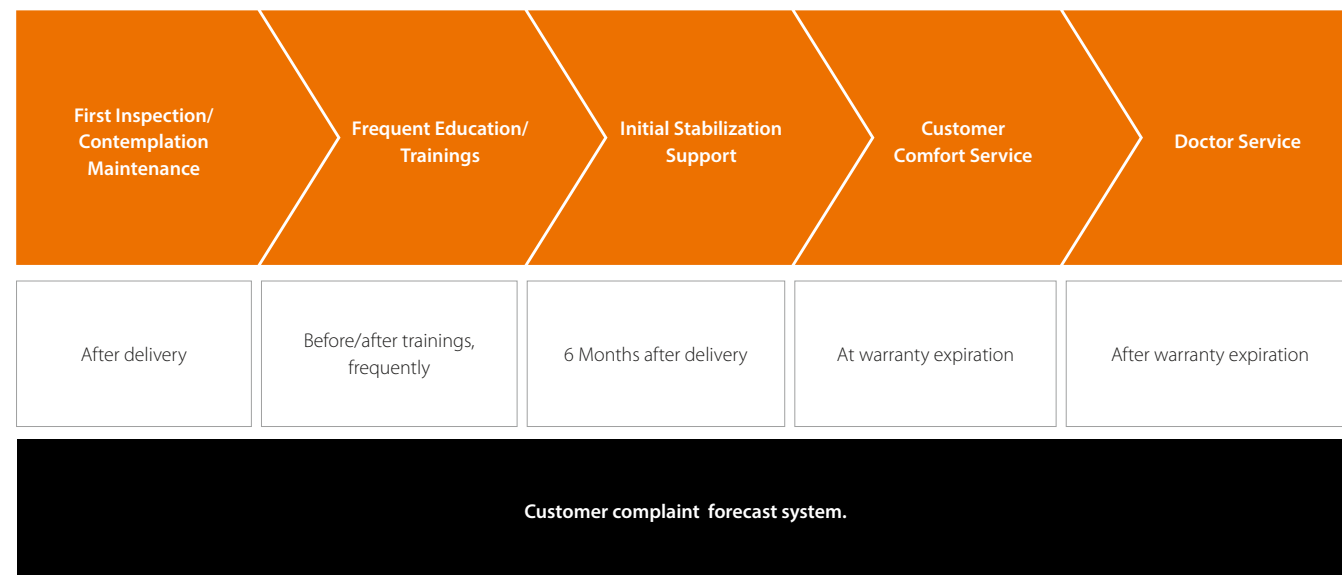 First Inspection/
Contemplation
Maintenance
Frequent Education/
Trainings
Initial Stabilization
Support
Customer
Comfort Service
Doctor Service
After delivery
Before/after trainings,
frequently
6 Months after delivery
At warranty expiration
After warranty expiration
Customer complaint  forecast system.